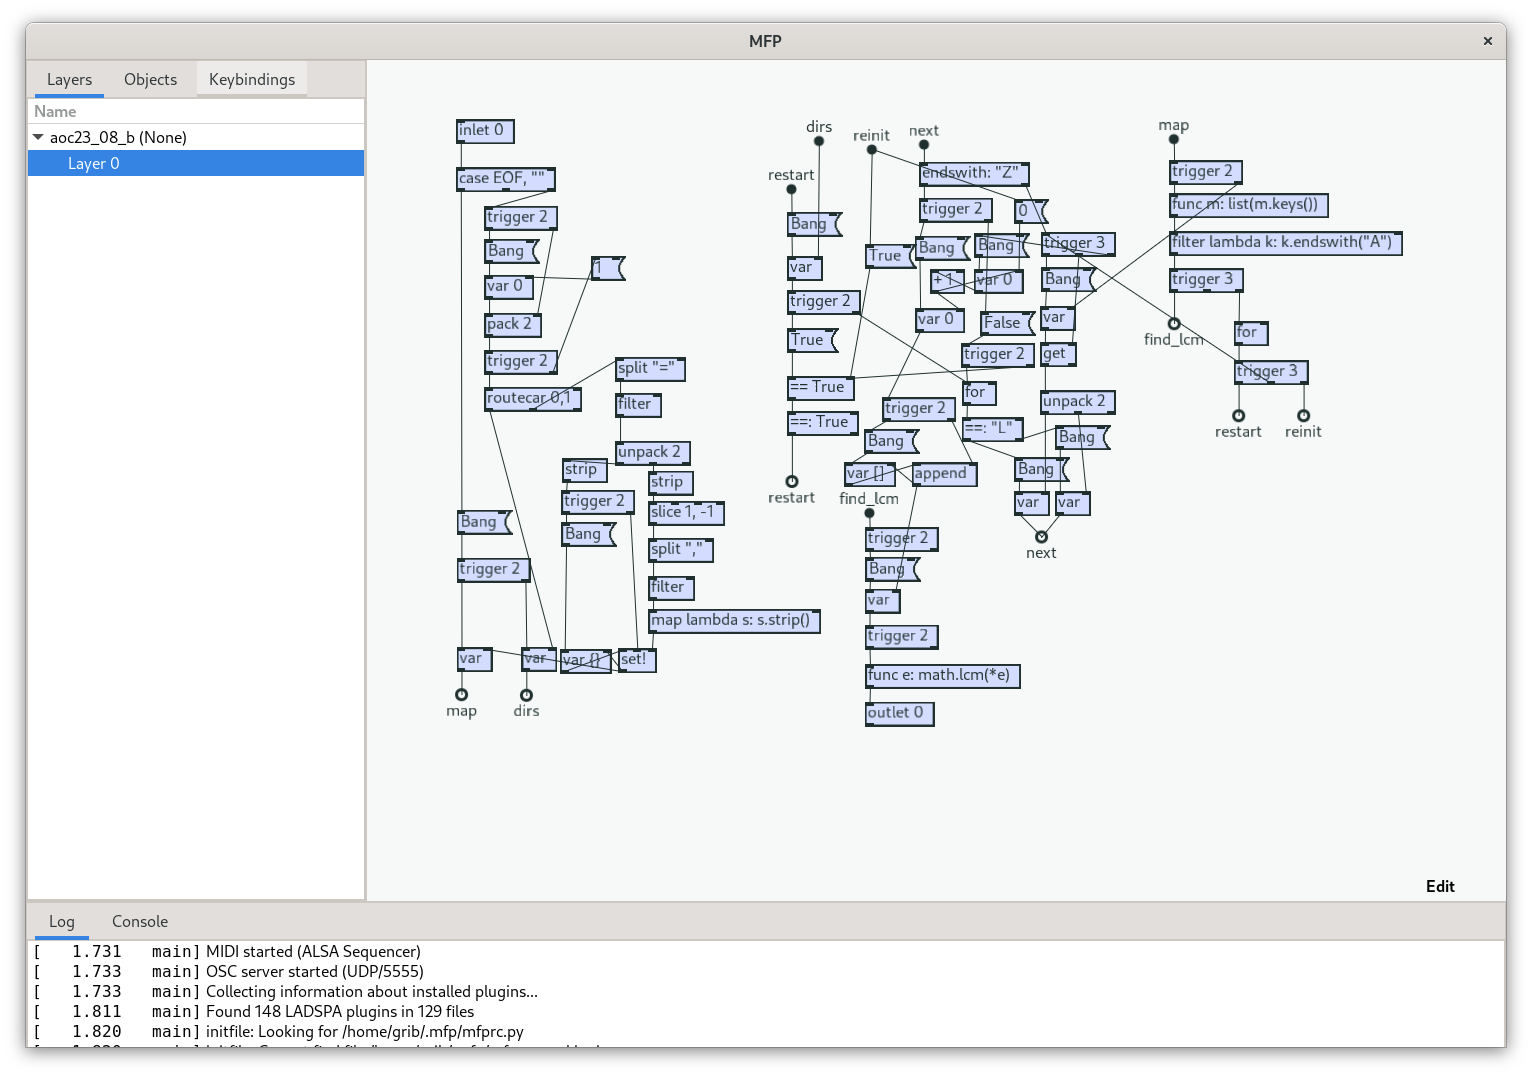 MFP
×
Layers Objects Keybindings
Name
aoc23_08_b (None)
Layer 0
inlet 0
case EOF, ""
trigger 2
Bang
var 0
1
pack 2
trigger 2
routecar 0,1
split "="
filter
unpack 2
strip
strip
trigger 2
slice 1, -1
Bang
Bang
split ","
trigger 2
filter
map lambda s: s.strip()
var
var
var {}
set!
map
dirs
dirs
reinit
next
restart
endswith: "Z"
trigger 2
0
Bang
Bang
Bang
trigger 3
True
var
+ 1
var 0
Bang
trigger 2
var 0
False
var
True
trigger 2
get
== True
for
unpack 2
==: True
trigger 2
==: "L"
Bang
Bang
var []
append
Bang
restart
find_lcm
var
var
next
trigger 2
Bang
var
trigger 2
func e: math.lcm(*e)
outlet 0
map
trigger 2
func m: list(m.keys())
filter lambda k: k.endswith("A")
trigger 3
find_lcm
for
trigger 3
restart
reinit
Edit
Log Console
[ 1.731 main] MIDI started (ALSA Sequencer)
[ 1.733 main] OSC server started (UDP/5555)
[ 1.733 main] Collecting information about installed plugins...
[ 1.811 main] Found 148 LADSPA plugins in 129 files
[ 1.820 main] initfile: Looking for /home/grib/.mfp/mfprc.py